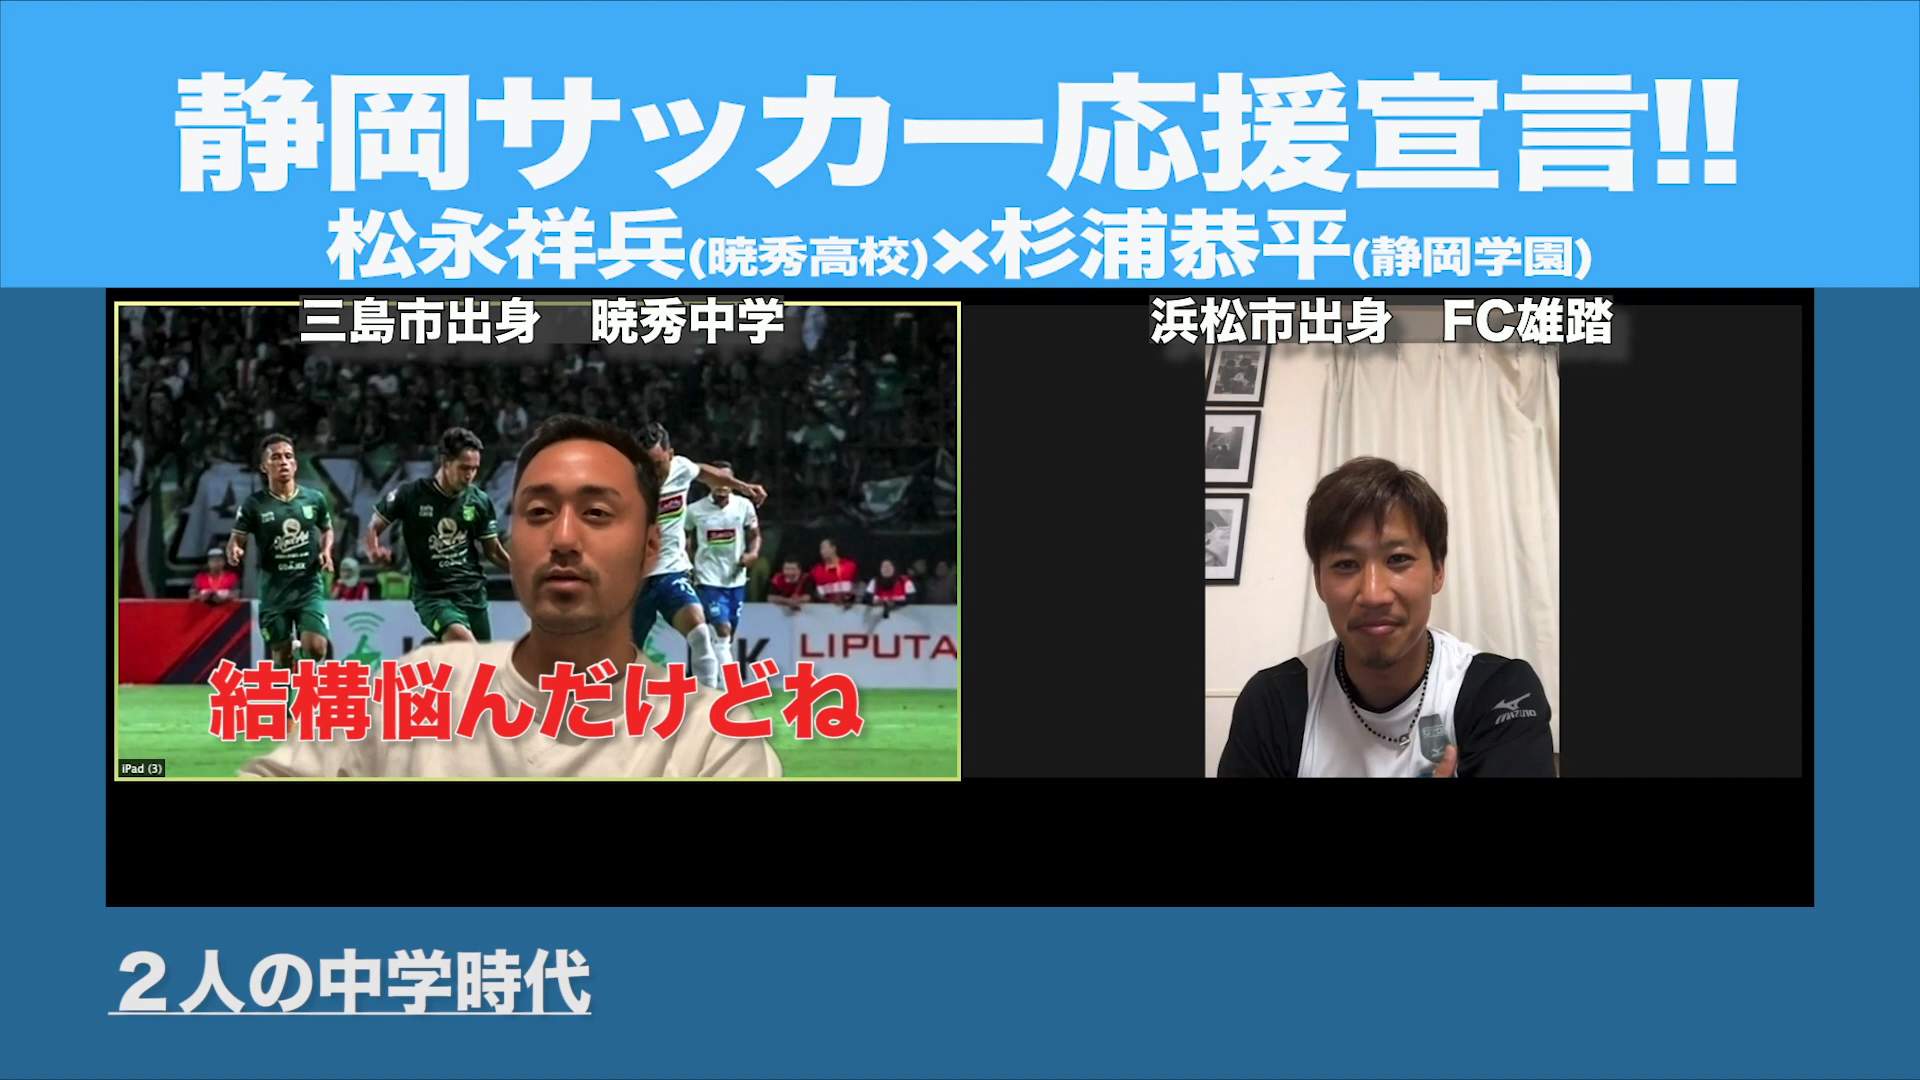 静岡サッカー応援宣言!!
松永祥兵(暁秀高校)×杉浦恭平(静岡学園)
三島市出身　暁秀中学
浜松市出身　FC雄踏
LIPUTA
MIZUNO
結構悩んだけどね
iPad (3)
２人の中学時代